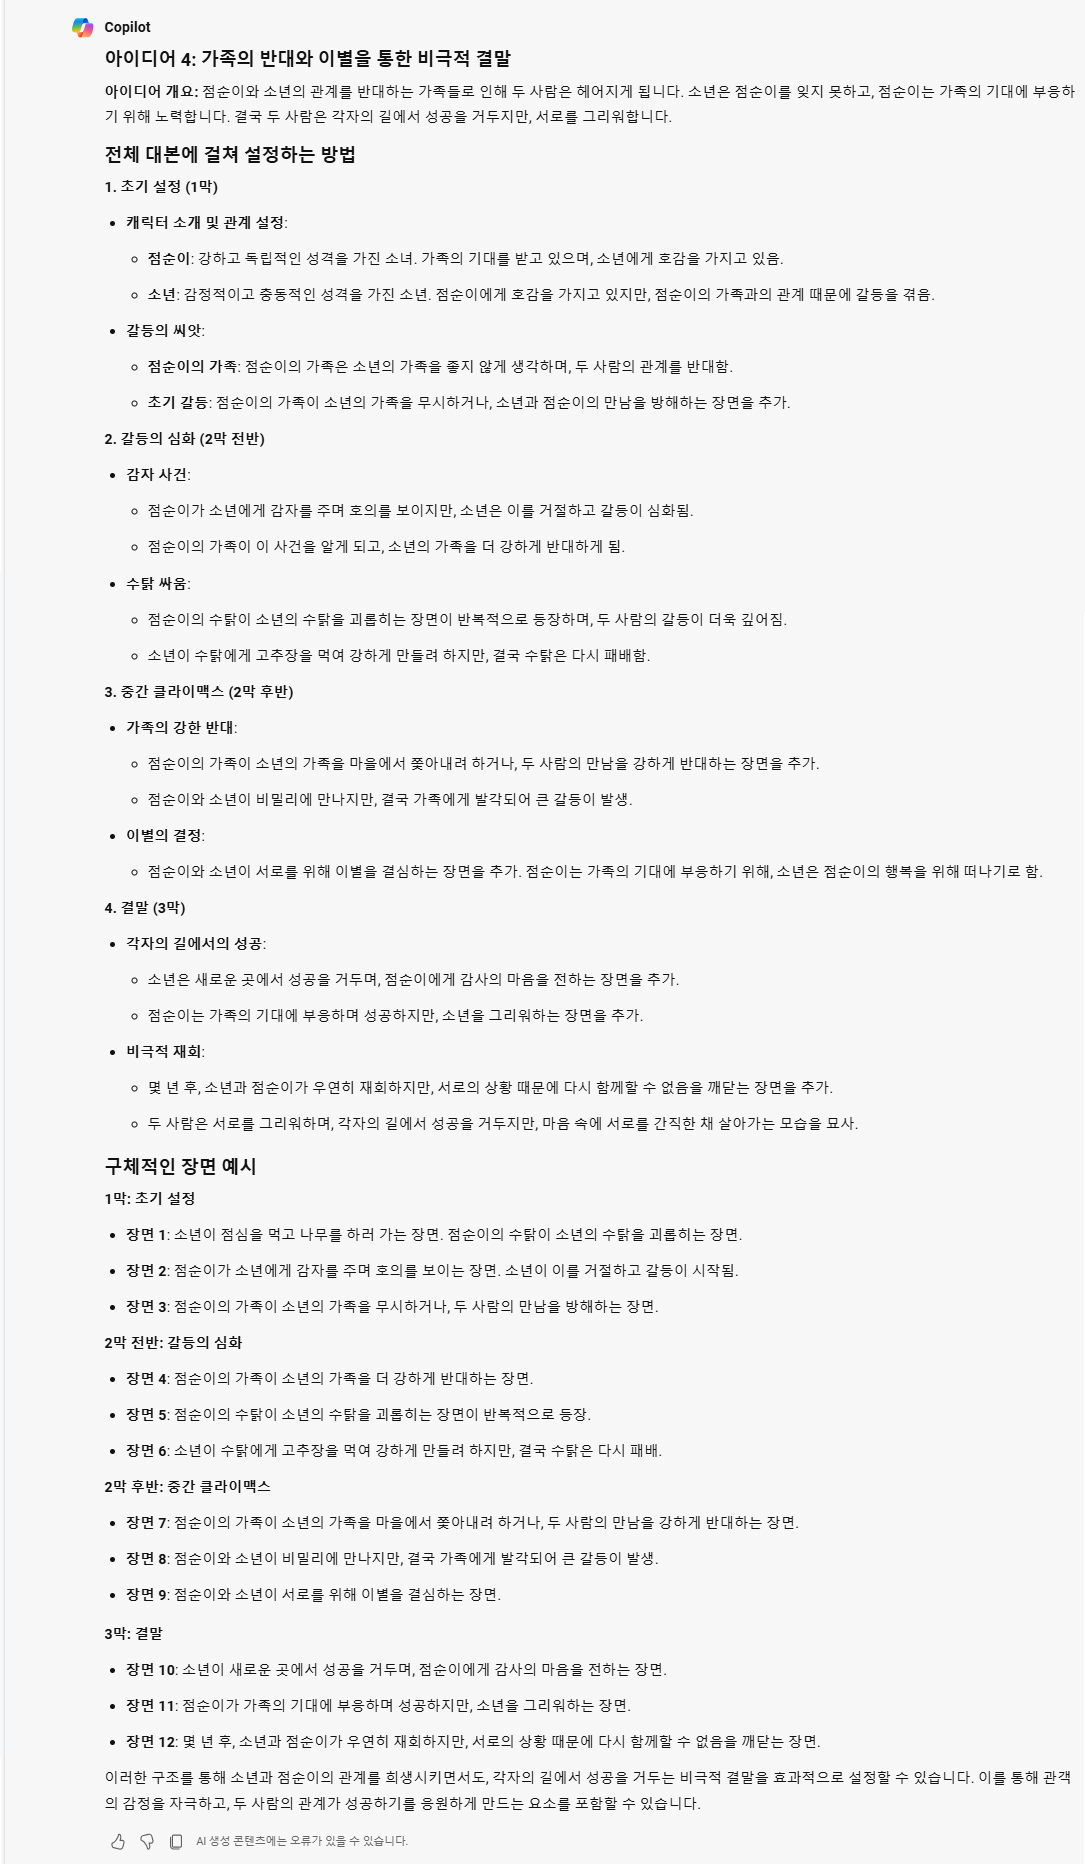 Copilot
아이디어 4: 가족의 반대와 이별을 통한 비극적 결말
아이디어 개요: 점순이와 소년의 관계를 반대하는 가족들로 인해 두 사람은 헤어지게 됩니다. 소년은 점순이를 잊지 못하고, 점순이는 가족의 기대에 부응하
기 위해 노력합니다. 결국 두 사람은 각자의 길에서 성공을 거두지만, 서로를 그리워합니다.
전체 대본에 걸쳐 설정하는 방법
1. 초기 설정 (1막)
• 캐릭터 소개 및 관계 설정:
◦ 점순이: 강하고 독립적인 성격을 가진 소녀. 가족의 기대를 받고 있으며, 소년에게 호감을 가지고 있음.
◦ 소년: 감정적이고 충동적인 성격을 가진 소년. 점순이에게 호감을 가지고 있지만, 점순이의 가족과의 관계 때문에 갈등을 겪음.
• 갈등의 씨앗:
◦ 점순이의 가족: 점순이의 가족은 소년의 가족을 좋지 않게 생각하며, 두 사람의 관계를 반대함.
◦ 초기 갈등: 점순이의 가족이 소년의 가족을 무시하거나, 소년과 점순이의 만남을 방해하는 장면을 추가.
2. 갈등의 심화 (2막 전반)
• 감자 사건:
◦ 점순이가 소년에게 감자를 주며 호의를 보이지만, 소년은 이를 거절하고 갈등이 심화됨.
◦ 점순이의 가족이 이 사건을 알게 되고, 소년의 가족을 더 강하게 반대하게 됨.
• 수탉 싸움:
◦ 점순이의 수탉이 소년의 수탉을 괴롭히는 장면이 반복적으로 등장하며, 두 사람의 갈등이 더욱 깊어짐.
◦ 소년이 수탉에게 고추장을 먹여 강하게 만들려 하지만, 결국 수탉은 다시 패배함.
3. 중간 클라이맥스 (2막 후반)
• 가족의 강한 반대:
◦ 점순이의 가족이 소년의 가족을 마을에서 쫓아내려 하거나, 두 사람의 만남을 강하게 반대하는 장면을 추가.
◦ 점순이와 소년이 비밀리에 만나지만, 결국 가족에게 발각되어 큰 갈등이 발생.
• 이별의 결정:
◦ 점순이와 소년이 서로를 위해 이별을 결심하는 장면을 추가. 점순이는 가족의 기대에 부응하기 위해, 소년은 점순이의 행복을 위해 떠나기로 함.
4. 결말 (3막)
• 각자의 길에서의 성공:
◦ 소년은 새로운 곳에서 성공을 거두며, 점순이에게 감사의 마음을 전하는 장면을 추가.
◦ 점순이는 가족의 기대에 부응하며 성공하지만, 소년을 그리워하는 장면을 추가.
• 비극적 재회:
◦ 몇 년 후, 소년과 점순이가 우연히 재회하지만, 서로의 상황 때문에 다시 함께할 수 없음을 깨닫는 장면을 추가.
◦ 두 사람은 서로를 그리워하며, 각자의 길에서 성공을 거두지만, 마음 속에 서로를 간직한 채 살아가는 모습을 묘사.
구체적인 장면 예시
1막: 초기 설정
• 장면 1: 소년이 점심을 먹고 나무를 하러 가는 장면. 점순이의 수탉이 소년의 수탉을 괴롭히는 장면.
• 장면 2: 점순이가 소년에게 감자를 주며 호의를 보이는 장면. 소년이 이를 거절하고 갈등이 시작됨.
• 장면 3: 점순이의 가족이 소년의 가족을 무시하거나, 두 사람의 만남을 방해하는 장면.
2막 전반: 갈등의 심화
• 장면 4: 점순이의 가족이 소년의 가족을 더 강하게 반대하는 장면.
• 장면 5: 점순이의 수탉이 소년의 수탉을 괴롭히는 장면이 반복적으로 등장.
• 장면 6: 소년이 수탉에게 고추장을 먹여 강하게 만들려 하지만, 결국 수탉은 다시 패배.
2막 후반: 중간 클라이맥스
• 장면 7: 점순이의 가족이 소년의 가족을 마을에서 쫓아내려 하거나, 두 사람의 만남을 강하게 반대하는 장면.
• 장면 8: 점순이와 소년이 비밀리에 만나지만, 결국 가족에게 발각되어 큰 갈등이 발생.
• 장면 9: 점순이와 소년이 서로를 위해 이별을 결심하는 장면.
3막: 결말
• 장면 10: 소년이 새로운 곳에서 성공을 거두며, 점순이에게 감사의 마음을 전하는 장면.
• 장면 11: 점순이가 가족의 기대에 부응하며 성공하지만, 소년을 그리워하는 장면.
• 장면 12: 몇 년 후, 소년과 점순이가 우연히 재회하지만, 서로의 상황 때문에 다시 함께할 수 없음을 깨닫는 장면.
이러한 구조를 통해 소년과 점순이의 관계를 희생시키면서도, 각자의 길에서 성공을 거두는 비극적 결말을 효과적으로 설정할 수 있습니다. 이를 통해 관객
의 감정을 자극하고, 두 사람의 관계가 성공하기를 응원하게 만드는 요소를 포함할 수 있습니다.
AI 생성 콘텐츠에는 오류가 있을 수 있습니다.